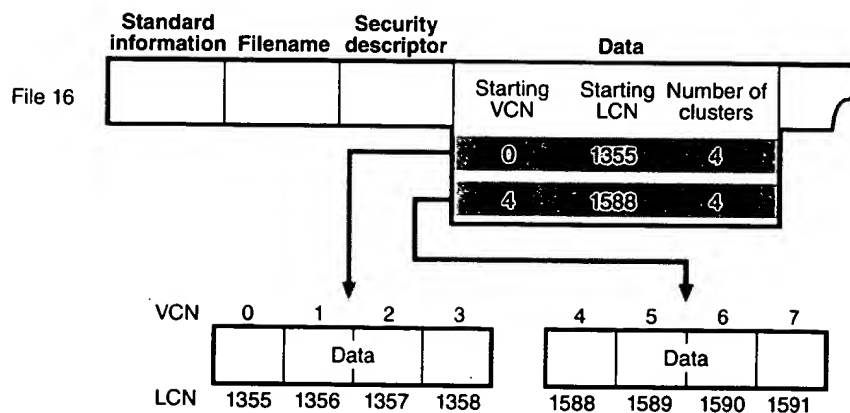 Standard information Filename Security descriptor Data
File 16
Starting VCN Starting LCN Number of clusters
0 1355 4
4 1588 4
VCN 0 1 2 3 4 5 6 7
Data Data
LCN 1355 1356 1357 1358 1588 1589 1590 1591